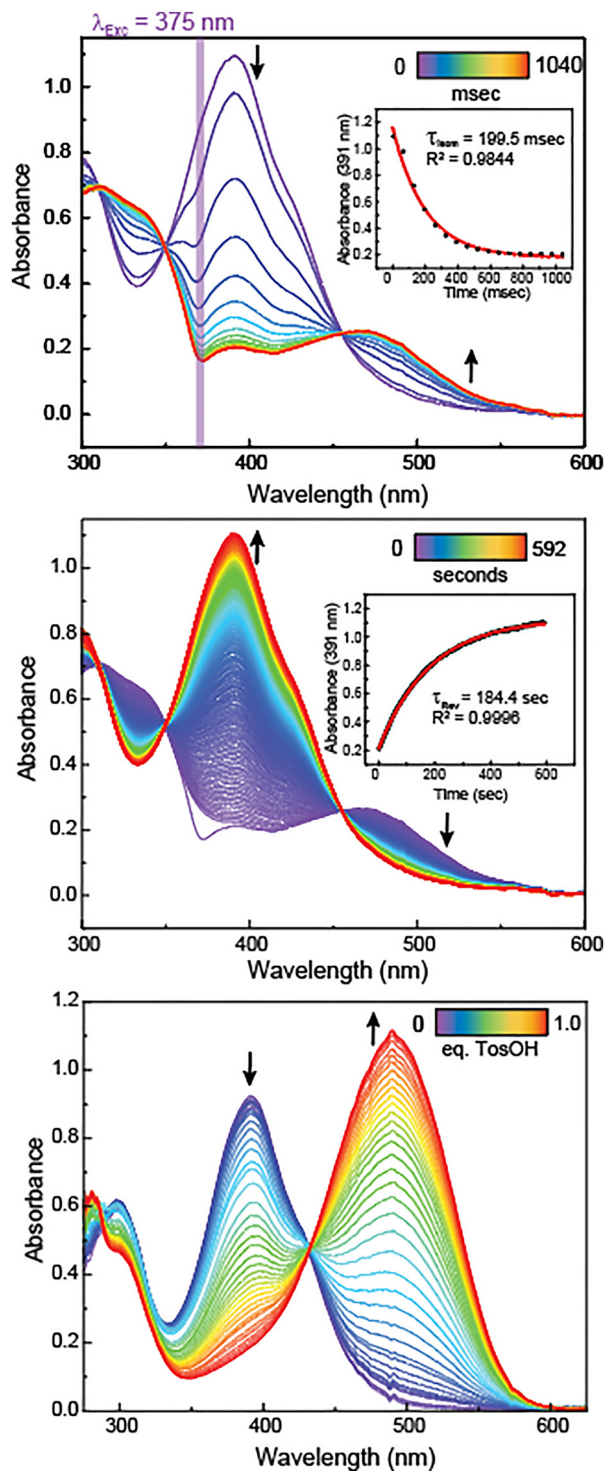 λExc = 375 nm
0 1040
msec
τIsom = 199.5 msec
R² = 0.9844
Absorbance (391 nm)
1.2
1.0
0.8
0.6
0.4
0.2
0 200 400 600 800 1000
Time (msec)
Absorbance
1.0
0.8
0.6
0.4
0.2
0.0
300 400 500 600
Wavelength (nm)
0 592
seconds
τRev = 184.4 sec
R² = 0.9996
Absorbance (391 nm)
1.2
1.0
0.8
0.6
0.4
0.2
0 200 400 600
Time (sec)
Absorbance
1.0
0.8
0.6
0.4
0.2
0.0
300 400 500 600
Wavelength (nm)
0 1.0
eq. TosOH
Absorbance
1.2
1.0
0.8
0.6
0.4
0.2
0.0
300 400 500 600
Wavelength (nm)